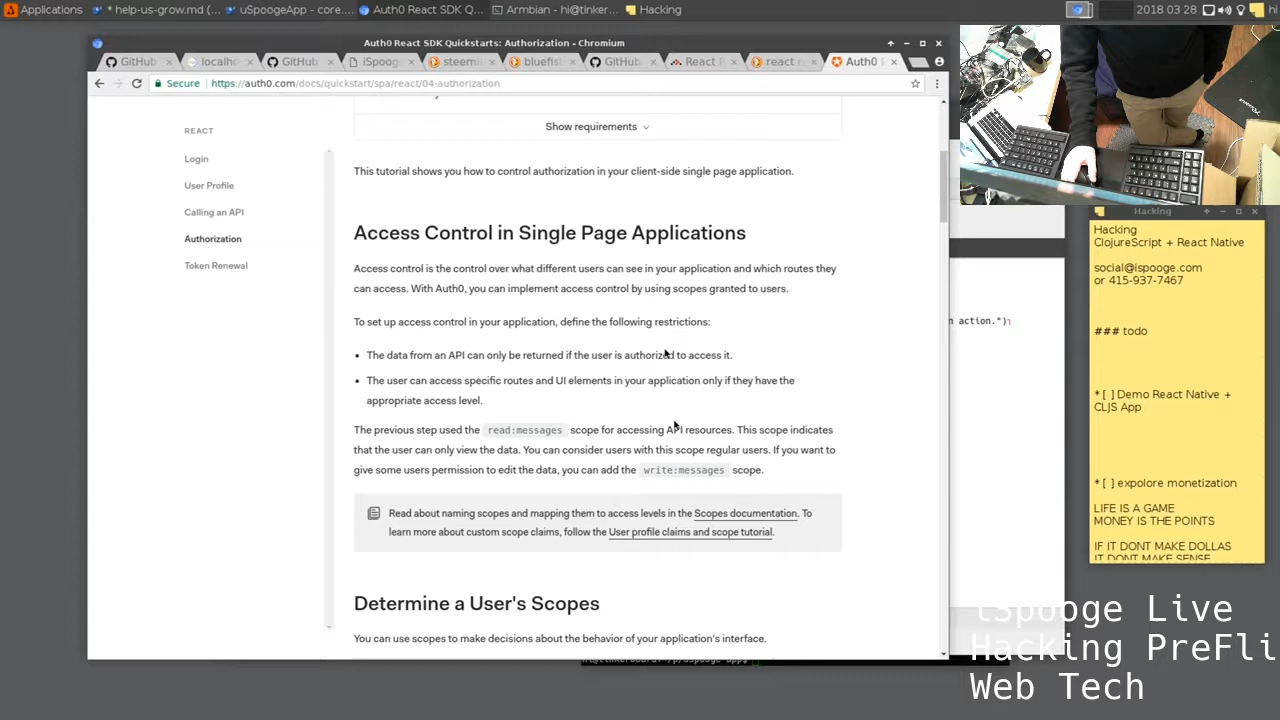 Applications
* help-us-grow.md (...
uSpoogeApp - core....
Auth0 React SDK Q...
Armbian - hi@tinker...
Hacking
2018 03 28
hi
Auth0 React SDK Quickstarts: Authorization - Chromium
GitHub
localhe
GitHub
iSpoog
steemi
bluefis
GitHub
React
react n
Auth0
Secure
https://auth0.com/docs/quickstart/spa/react/04-authorization
REACT
Login
User Profile
Calling an API
Authorization
Token Renewal
Show requirements
This tutorial shows you how to control authorization in your client-side single page application.
Access Control in Single Page Applications
Access control is the control over what different users can see in your application and which routes they
can access. With Auth0, you can implement access control by using scopes granted to users.
To set up access control in your application, define the following restrictions:
• The data from an API can only be returned if the user is authorized to access it.
• The user can access specific routes and UI elements in your application only if they have the
appropriate access level.
The previous step used the read:messages scope for accessing API resources. This scope indicates
that the user can only view the data. You can consider users with this scope regular users. If you want to
give some users permission to edit the data, you can add the write:messages scope.
Read about naming scopes and mapping them to access levels in the Scopes documentation. To
learn more about custom scope claims, follow the User profile claims and scope tutorial.
Determine a User's Scopes
You can use scopes to make decisions about the behavior of your application's interface.
n action.")
Hacking
Hacking
ClojureScript + React Native
social@ispooge.com
or 415-937-7467
### todo
* [ ] Demo React Native +
CLJS App
* [ ] expolore monetization
LIFE IS A GAME
MONEY IS THE POINTS
IF IT DONT MAKE DOLLAS
IT DONT MAKE SENSE
iSpooge Live
Hacking PreFli
Web Tech